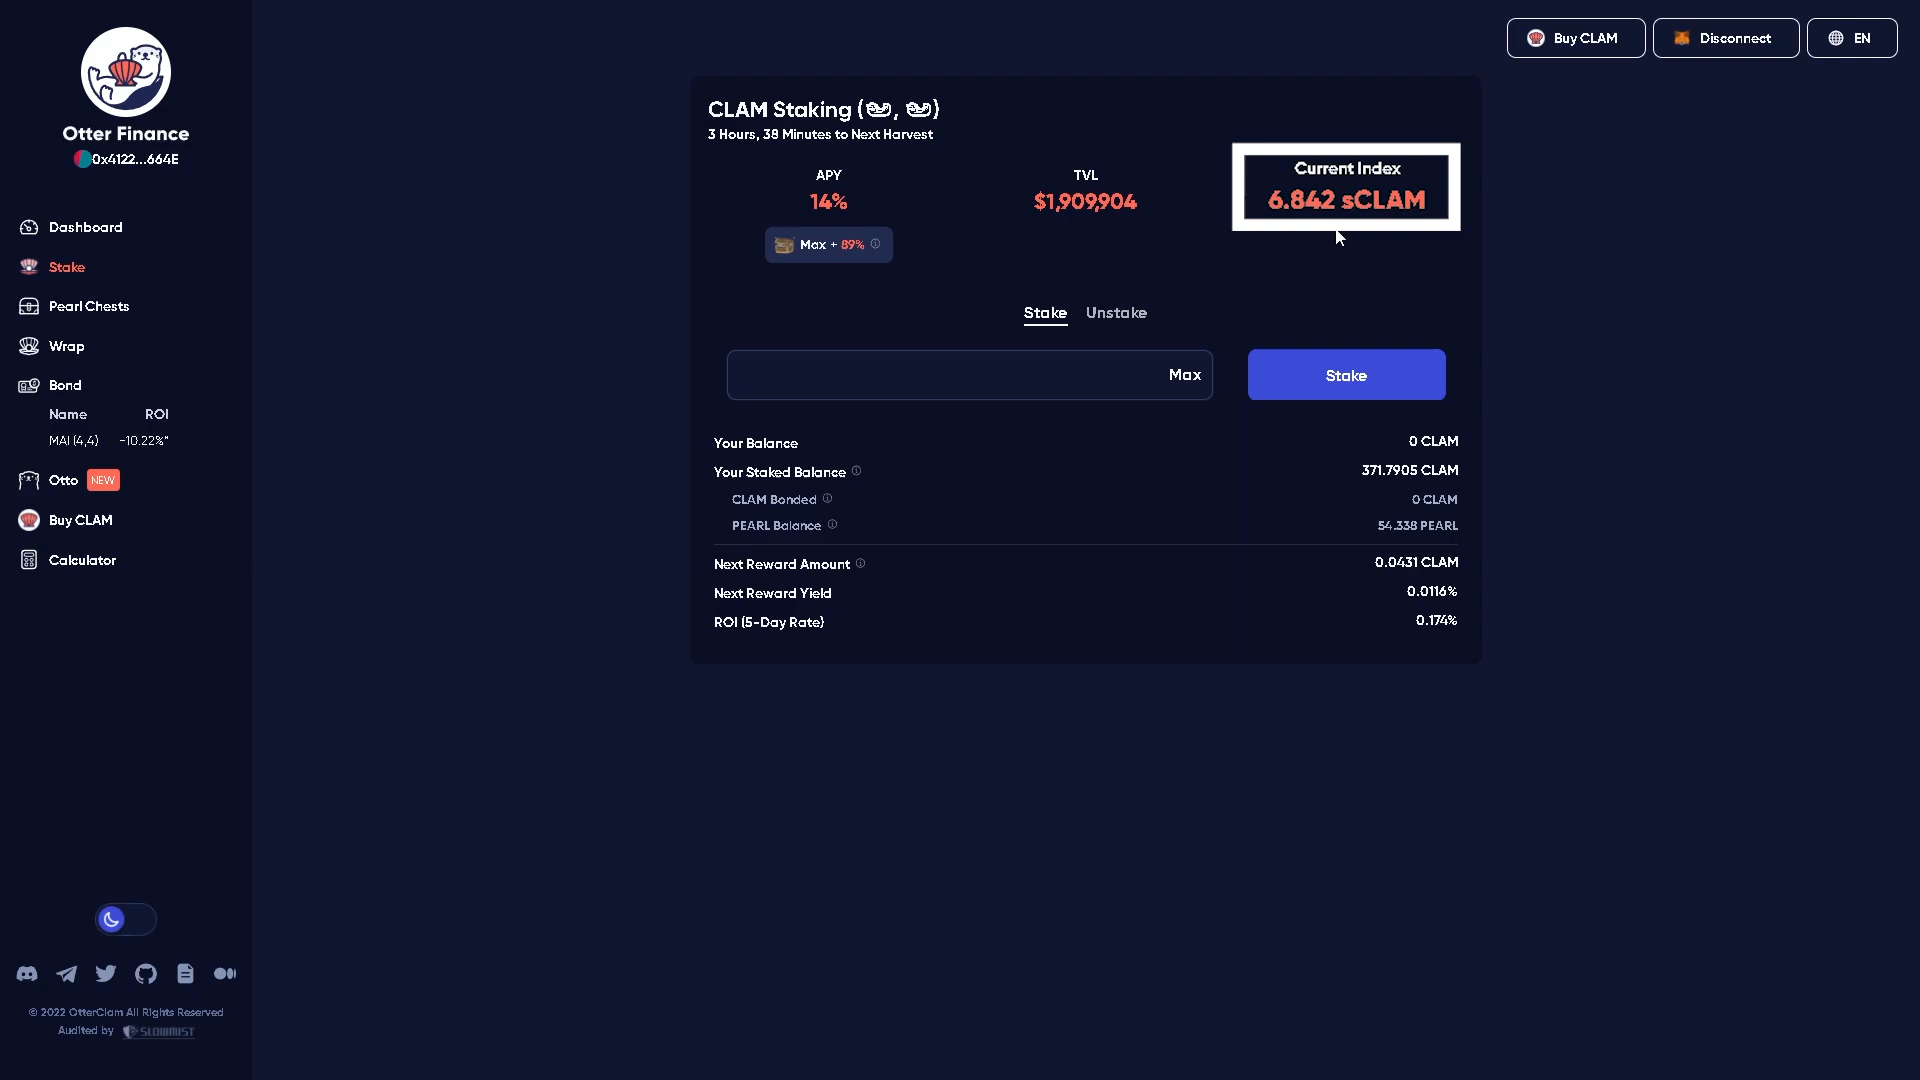 Otter Finance
0x4122...664E
Dashboard
Stake
Pearl Chests
Wrap
Bond
Name ROI
MAI (4,4) -10.22%*
Otto NEW
Buy CLAM
Calculator
© 2022 OtterClam All Rights Reserved
Audited by SLOWMIST
Buy CLAM Disconnect EN
CLAM Staking (🦦, 🦦)
3 Hours, 38 Minutes to Next Harvest
APY
14%
Max + 89%
TVL
$1,909,904
Current Index
6.842 sCLAM
Stake Unstake
Max Stake
Your Balance 0 CLAM
Your Staked Balance 371.7905 CLAM
CLAM Bonded 0 CLAM
PEARL Balance 54.338 PEARL
Next Reward Amount 0.0431 CLAM
Next Reward Yield 0.0116%
ROI (5-Day Rate) 0.174%